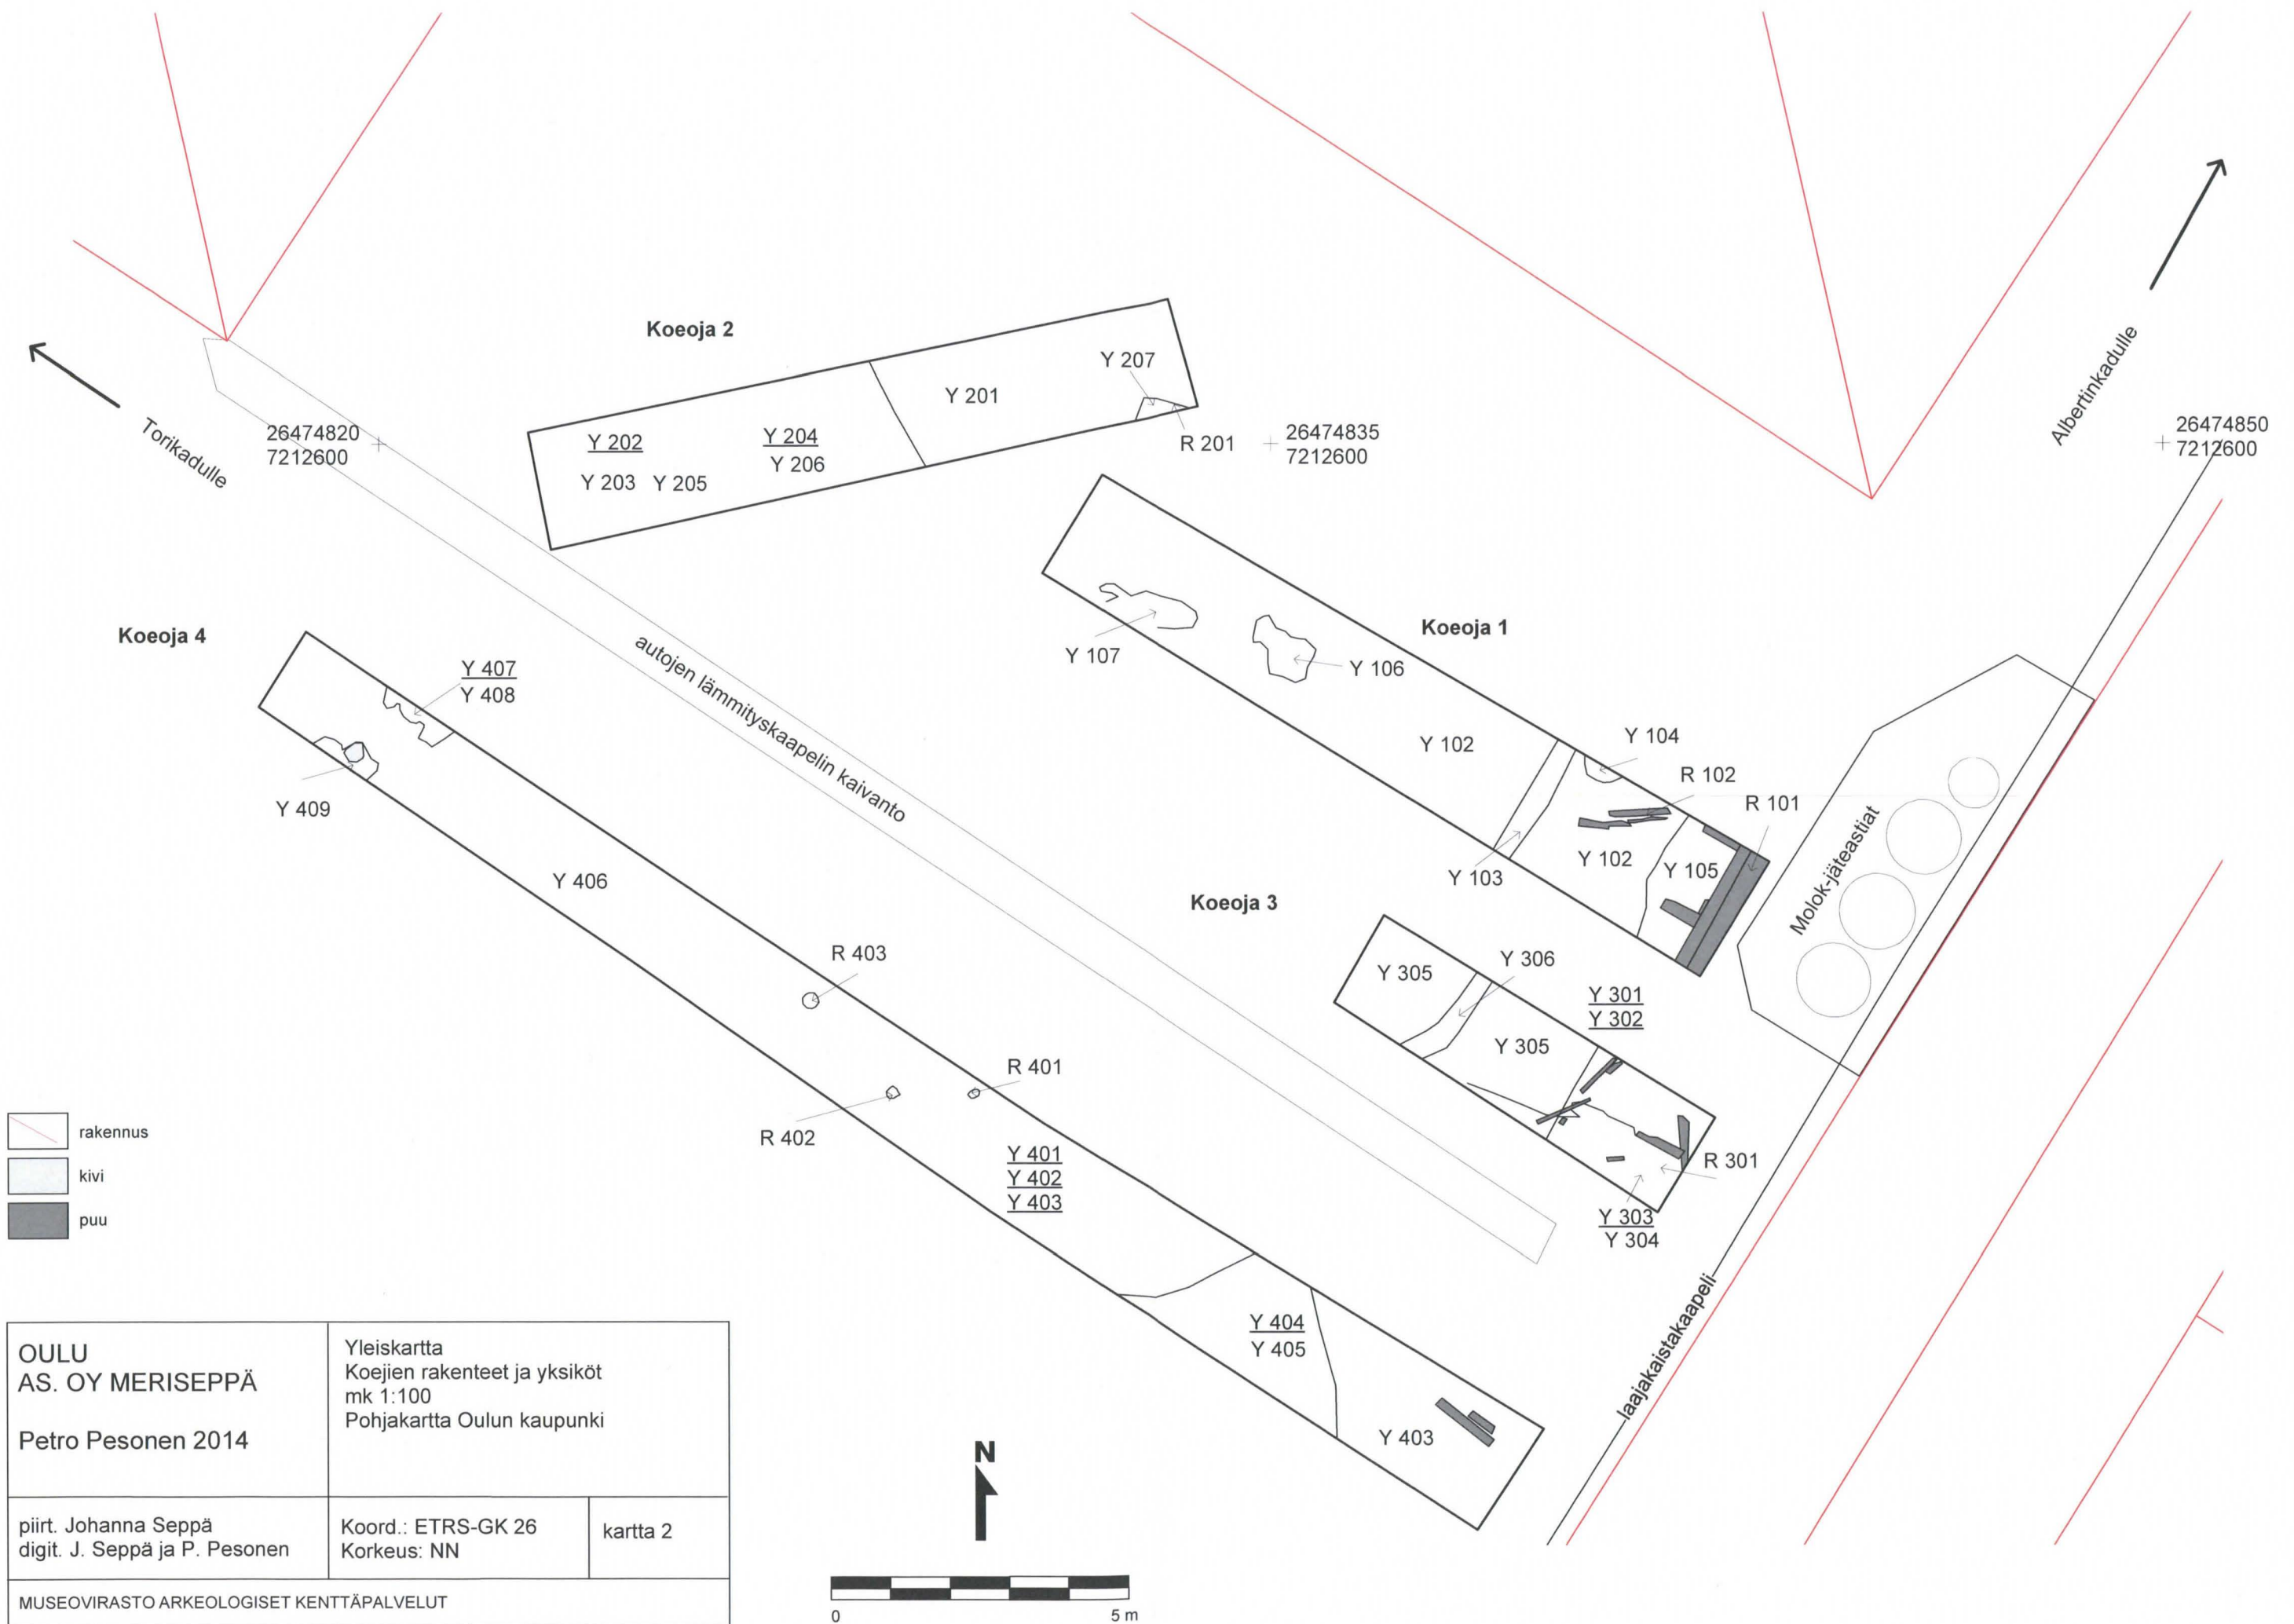 Koeoja 2
Y 207
Y 201
Y 202
Y 203 Y 205
Y 204
Y 206
R 201
26474835
7212600
26474820
7212600
26474850
7212600
Torikadulle
Albertinkadulle
Koeoja 4
Y 407
Y 408
Y 409
Y 406
autojen lämmityskaapelin kaivanto
Koeoja 1
Y 107
Y 106
Y 102
Y 104
R 102
R 101
Y 103
Y 102
Y 105
Molok-jäteastiat
Koeoja 3
Y 305
Y 306
Y 301
Y 302
Y 305
R 301
Y 303
Y 304
R 403
R 401
R 402
Y 401
Y 402
Y 403
Y 404
Y 405
Y 403
laajakaistakaapeli
rakennus
kivi
puu
OULU
AS. OY MERISEPPÄ
Petro Pesonen 2014
Yleiskartta
Koejien rakenteet ja yksiköt
mk 1:100
Pohjakartta Oulun kaupunki
piirt. Johanna Seppä
digit. J. Seppä ja P. Pesonen
Koord.: ETRS-GK 26
Korkeus: NN
kartta 2
MUSEOVIRASTO ARKEOLOGISET KENTTÄPALVELUT
N
0 5 m